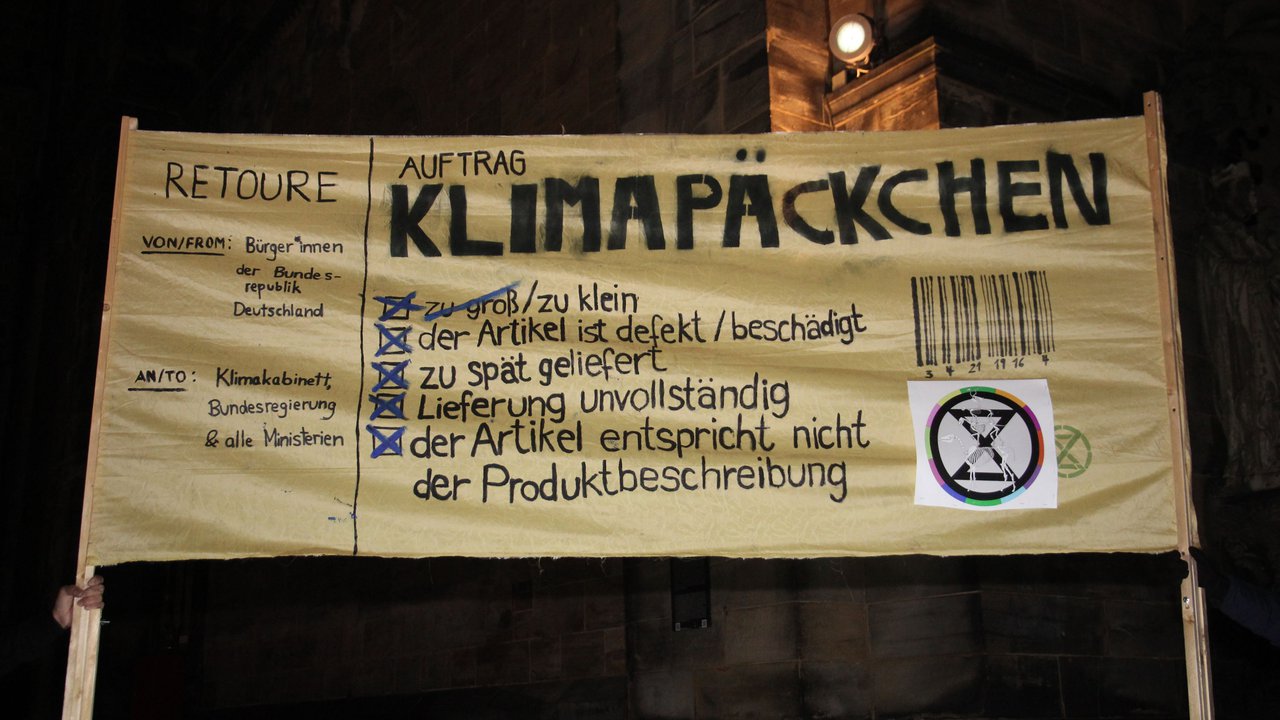 RETOURE
VON/FROM: Bürger*innen
der Bundes-
republik
Deutschland
AN/TO: Klimakabinett,
Bundesregierung
& alle Ministerien
AUFTRAG
KLIMAPÄCKCHEN
zu groß/zu klein
der Artikel ist defekt/beschädigt
zu spät geliefert
Lieferung unvollständig
der Artikel entspricht nicht
der Produktbeschreibung
3 4 21 19 16 4